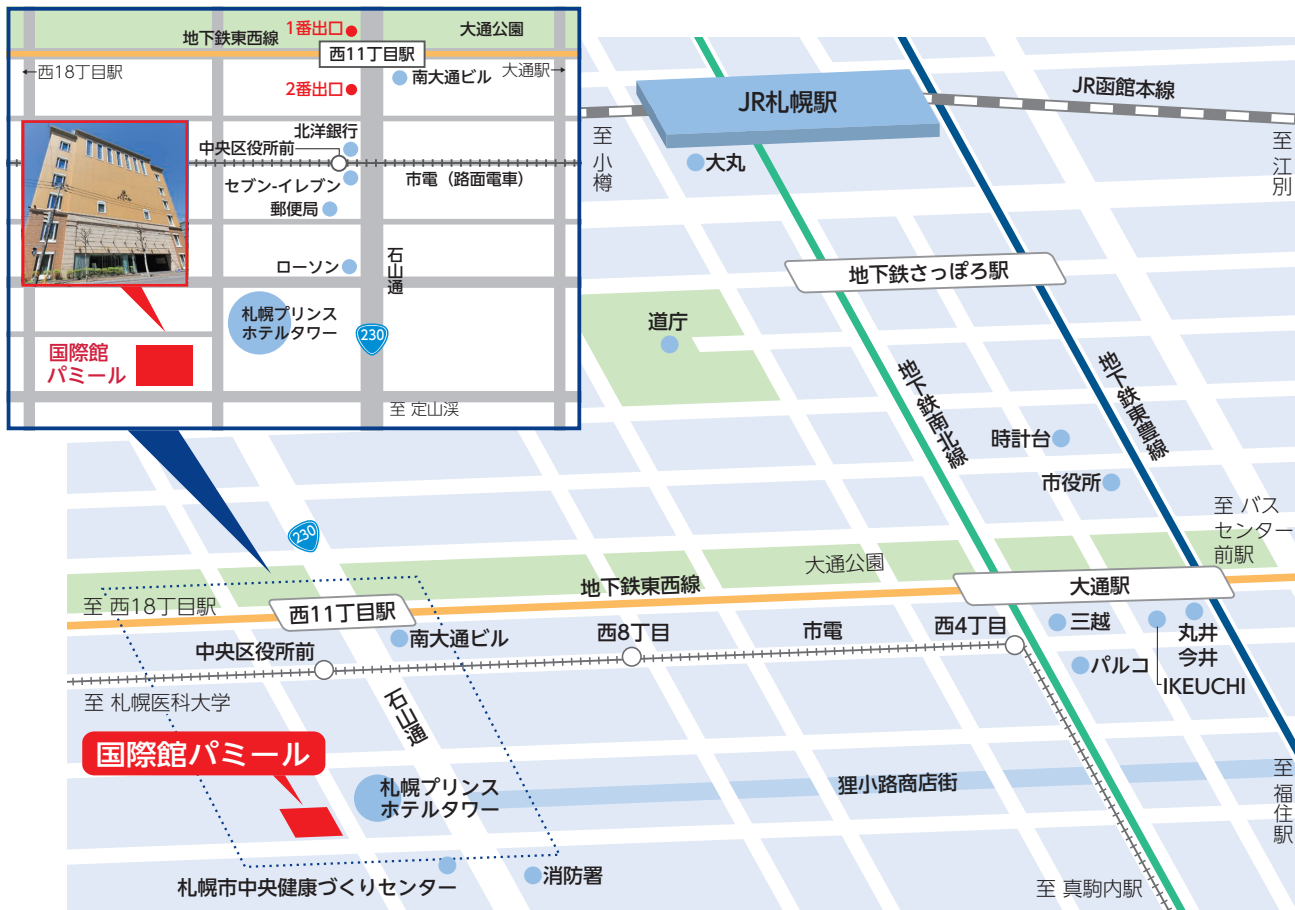 1番出口
大通公園
地下鉄東西線
西11丁目駅
←西18丁目駅
大通駅→
南大通ビル
2番出口
北洋銀行
中央区役所前
市電（路面電車）
セブン-イレブン
郵便局
ローソン
石山通
札幌プリンス
ホテルタワー
230
国際館
パミール
至 定山渓
JR札幌駅
JR函館本線
至 小樽
大丸
至 江別
地下鉄さっぽろ駅
道庁
地下鉄南北線
地下鉄東豊線
時計台
市役所
至 バス
センター
前駅
230
大通公園
地下鉄東西線
大通駅
至 西18丁目駅
西11丁目駅
南大通ビル
中央区役所前
西8丁目
市電
西4丁目
三越
丸井
今井
パルコ
IKEUCHI
至 札幌医科大学
石山通
国際館パミール
札幌プリンス
ホテルタワー
狸小路商店街
至 福住駅
札幌市中央健康づくりセンター
消防署
至 真駒内駅